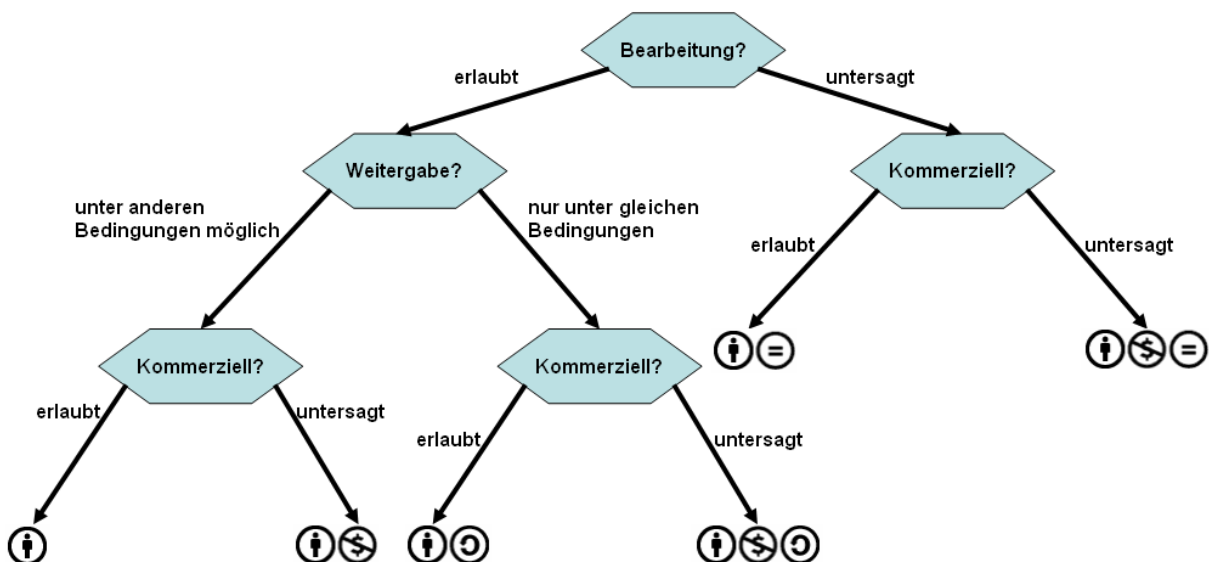 Bearbeitung?
erlaubt
untersagt
Weitergabe?
Kommerziell?
unter anderen
Bedingungen möglich
nur unter gleichen
Bedingungen
erlaubt
untersagt
Kommerziell?
Kommerziell?
erlaubt
untersagt
erlaubt
untersagt